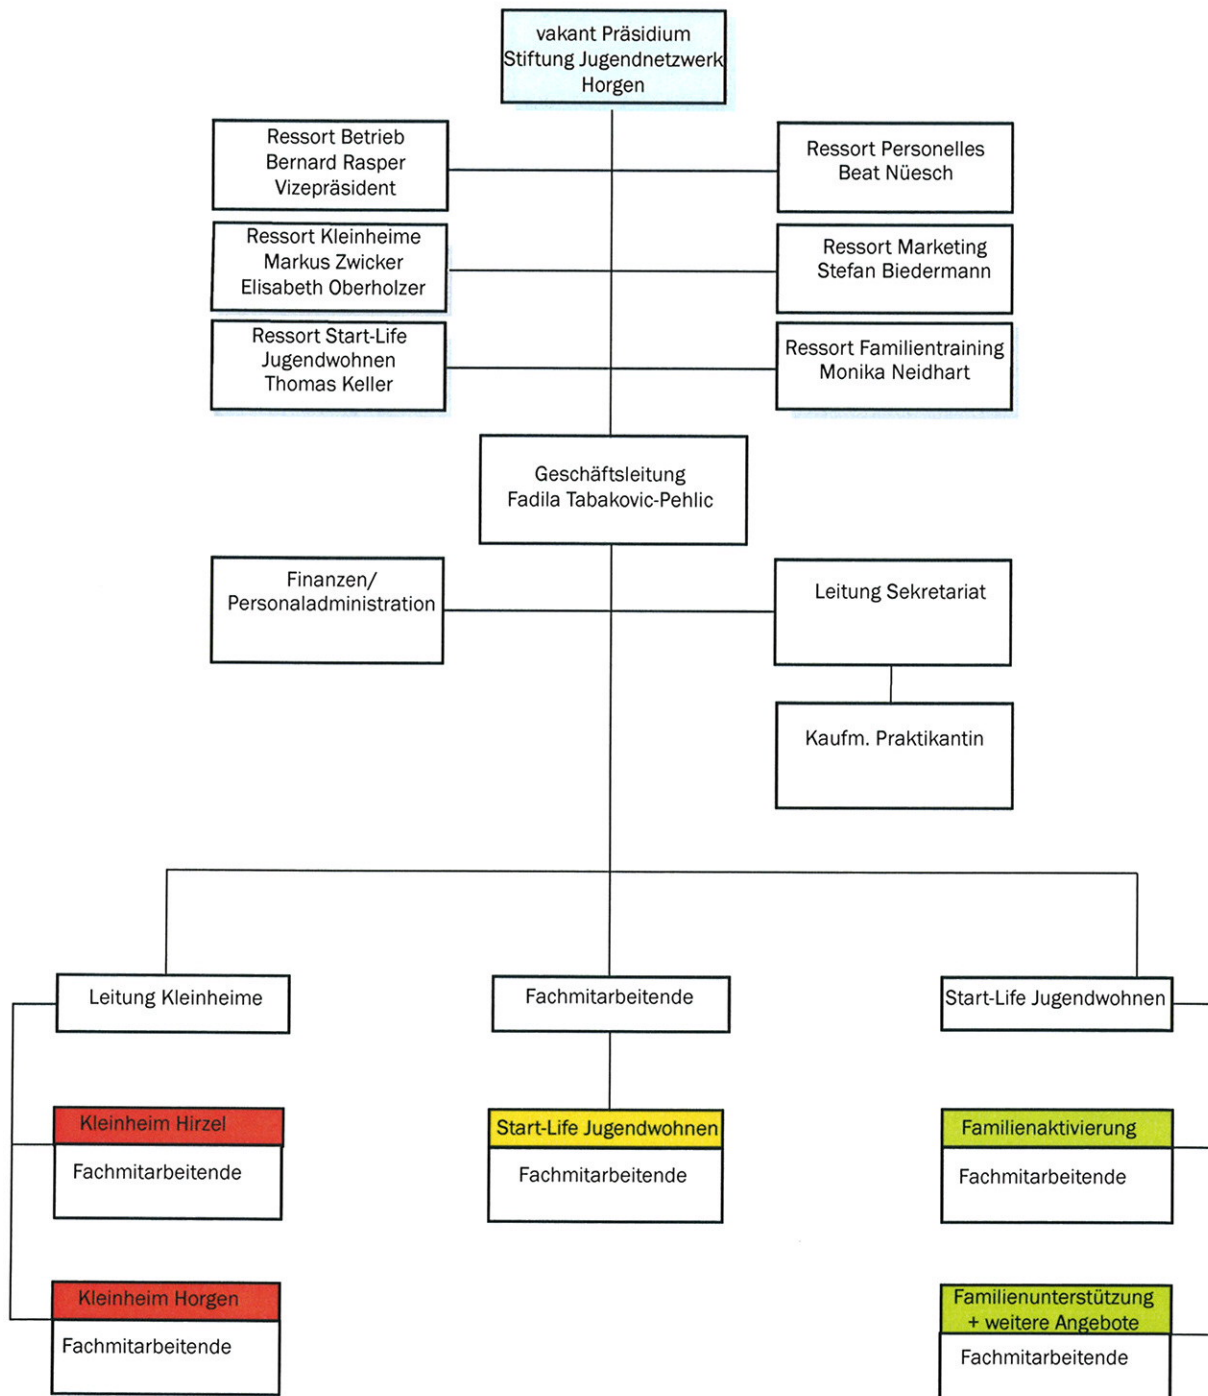 vakant Präsidium
Stiftung Jugendnetzwerk
Horgen
Ressort Betrieb
Bernard Rasper
Vizepräsident
Ressort Personelles
Beat Nüesch
Ressort Kleinheime
Markus Zwicker
Elisabeth Oberholzer
Ressort Marketing
Stefan Biedermann
Ressort Start-Life
Jugendwohnen
Thomas Keller
Ressort Familientraining
Monika Neidhart
Geschäftsleitung
Fadila Tabakovic-Pehlic
Finanzen/
Personaladministration
Leitung Sekretariat
Kaufm. Praktikantin
Leitung Kleinheime
Fachmitarbeitende
Start-Life Jugendwohnen
Kleinheim Hirzel
Fachmitarbeitende
Start-Life Jugendwohnen
Fachmitarbeitende
Familienaktivierung
Fachmitarbeitende
Kleinheim Horgen
Fachmitarbeitende
Familienunterstützung
+ weitere Angebote
Fachmitarbeitende